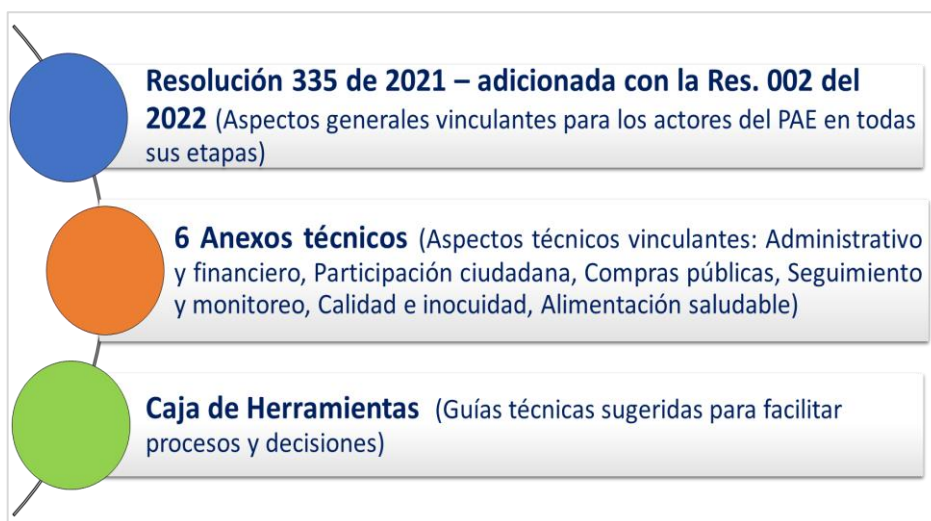 Resolución 335 de 2021 – adicionada con la Res. 002 del
2022 (Aspectos generales vinculantes para los actores del PAE en todas
sus etapas)
6 Anexos técnicos (Aspectos técnicos vinculantes: Administrativo
y financiero, Participación ciudadana, Compras públicas, Seguimiento
y monitoreo, Calidad e inocuidad, Alimentación saludable)
Caja de Herramientas (Guías técnicas sugeridas para facilitar
procesos y decisiones)